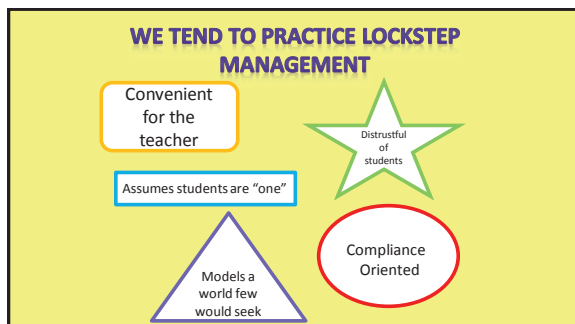 WE TEND TO PRACTICE LOCKSTEP
MANAGEMENT
Convenient
for the
teacher
Distrustful
of
students
Assumes students are “one”
Compliance
Oriented
Models a
world few
would seek